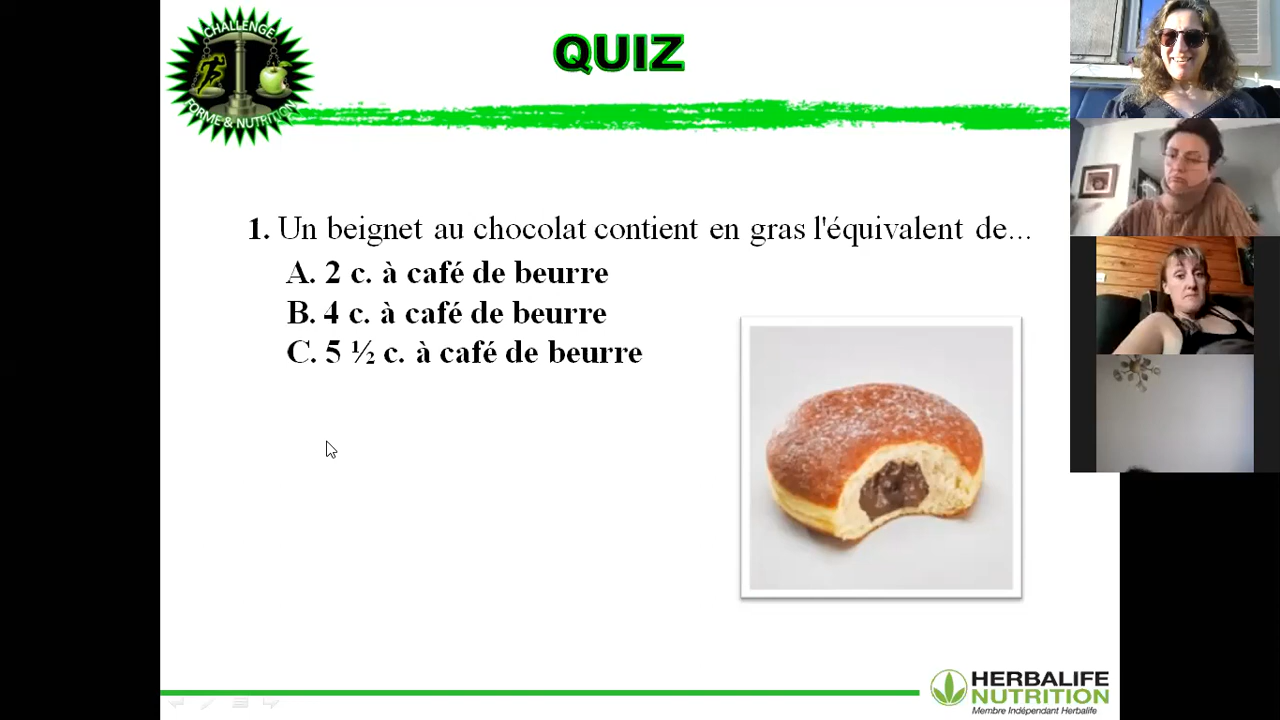 CHALLENGE
FORME & NUTRITION
QUIZ
1. Un beignet au chocolat contient en gras l'équivalent de...
A. 2 c. à café de beurre
B. 4 c. à café de beurre
C. 5 ½ c. à café de beurre
HERBALIFE
NUTRITION
Membre Indépendant Herbalife